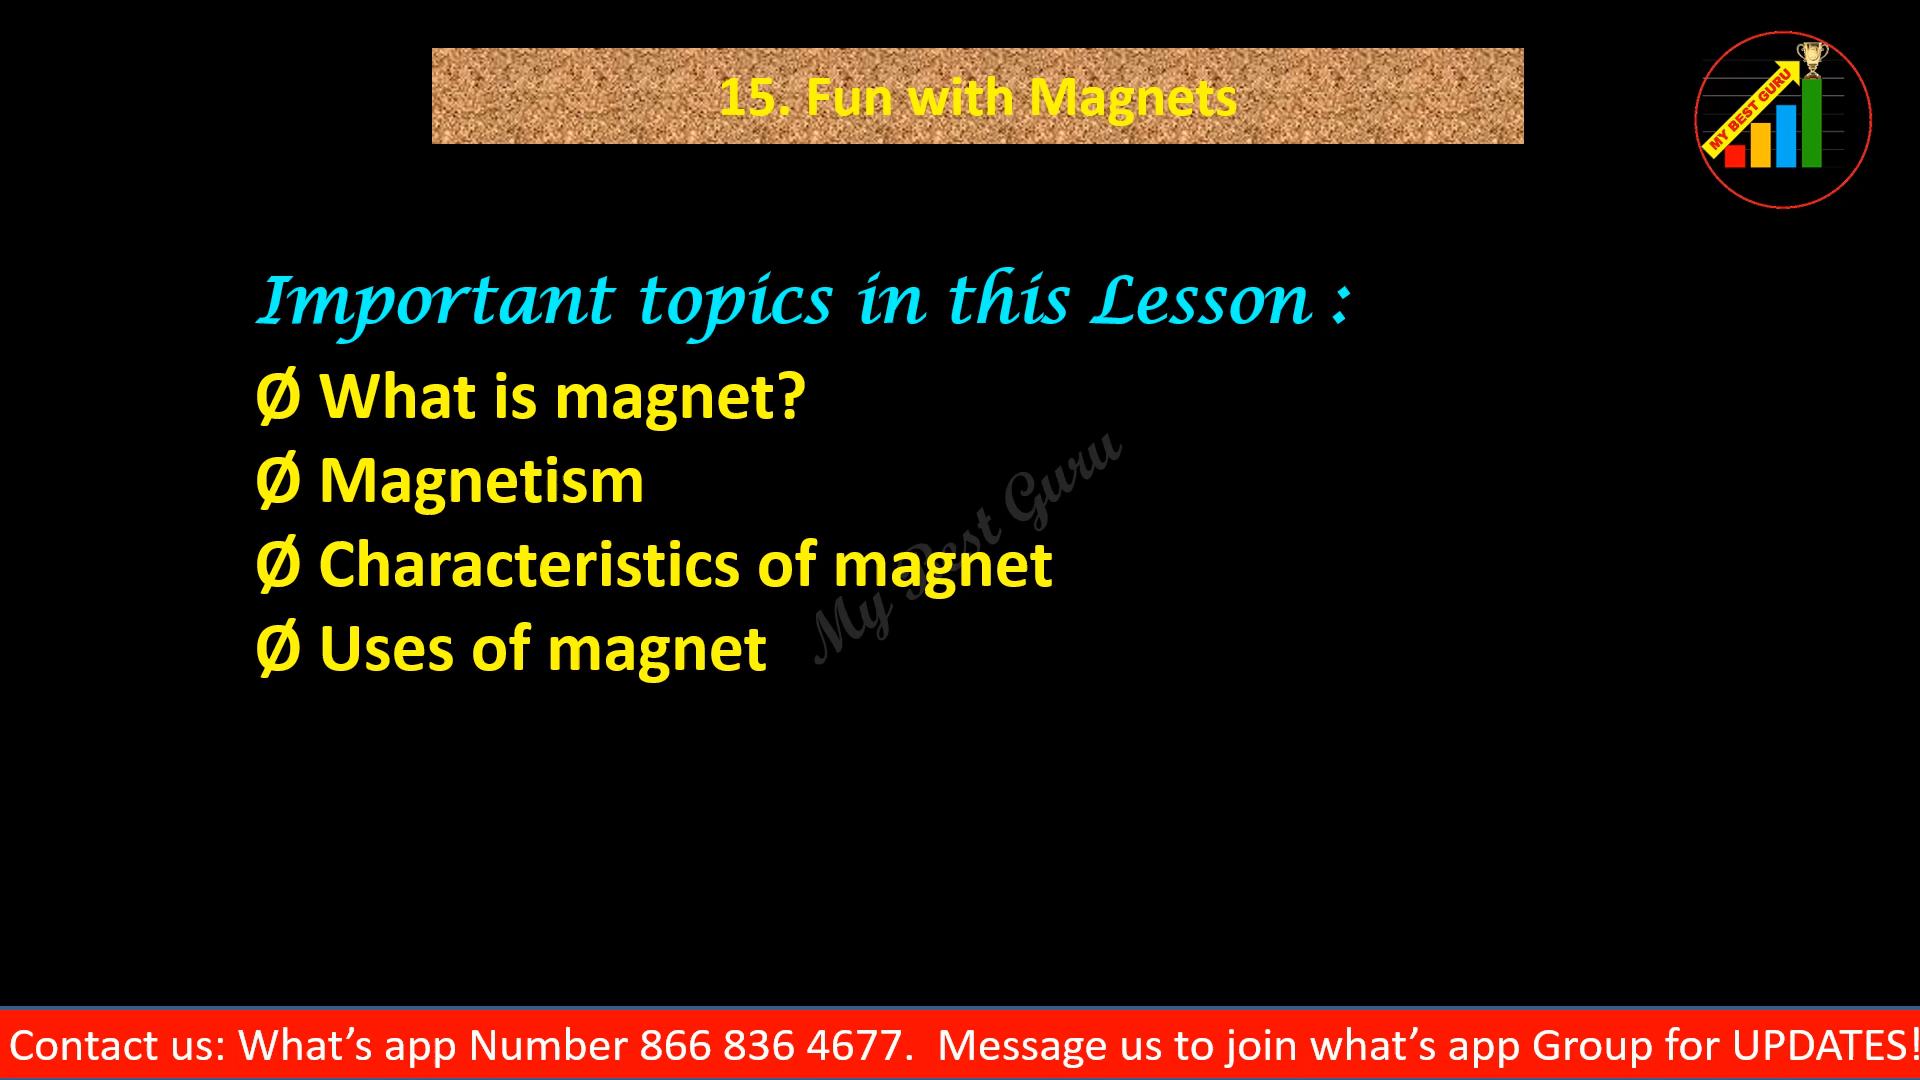 15. Fun with Magnets
MY BEST GURU
Important topics in this Lesson :
Ø What is magnet?
Ø Magnetism
Ø Characteristics of magnet
Ø Uses of magnet
My Best Guru
Contact us: What’s app Number 866 836 4677.  Message us to join what’s app Group for UPDATES!